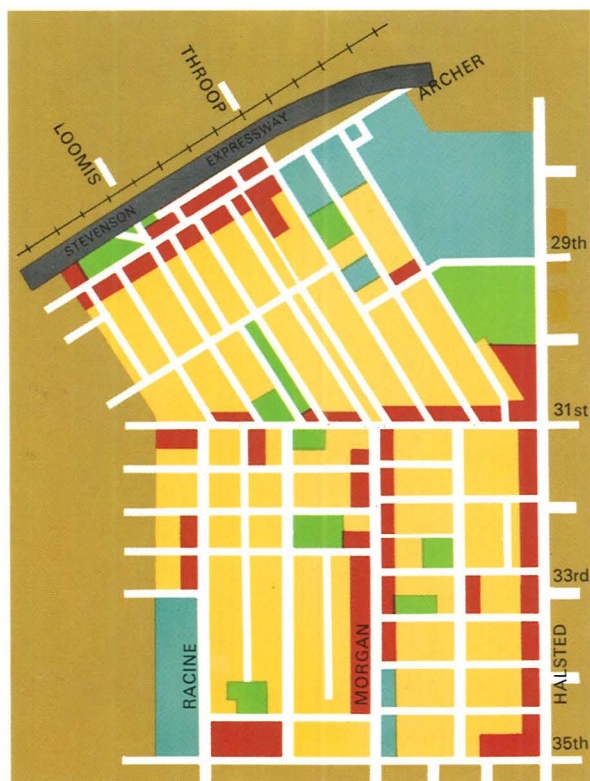 THROOP
ARCHER
LOOMIS
STEVENSON EXPRESSWAY
29th
31st
33rd
RACINE
MORGAN
HALSTED
35th